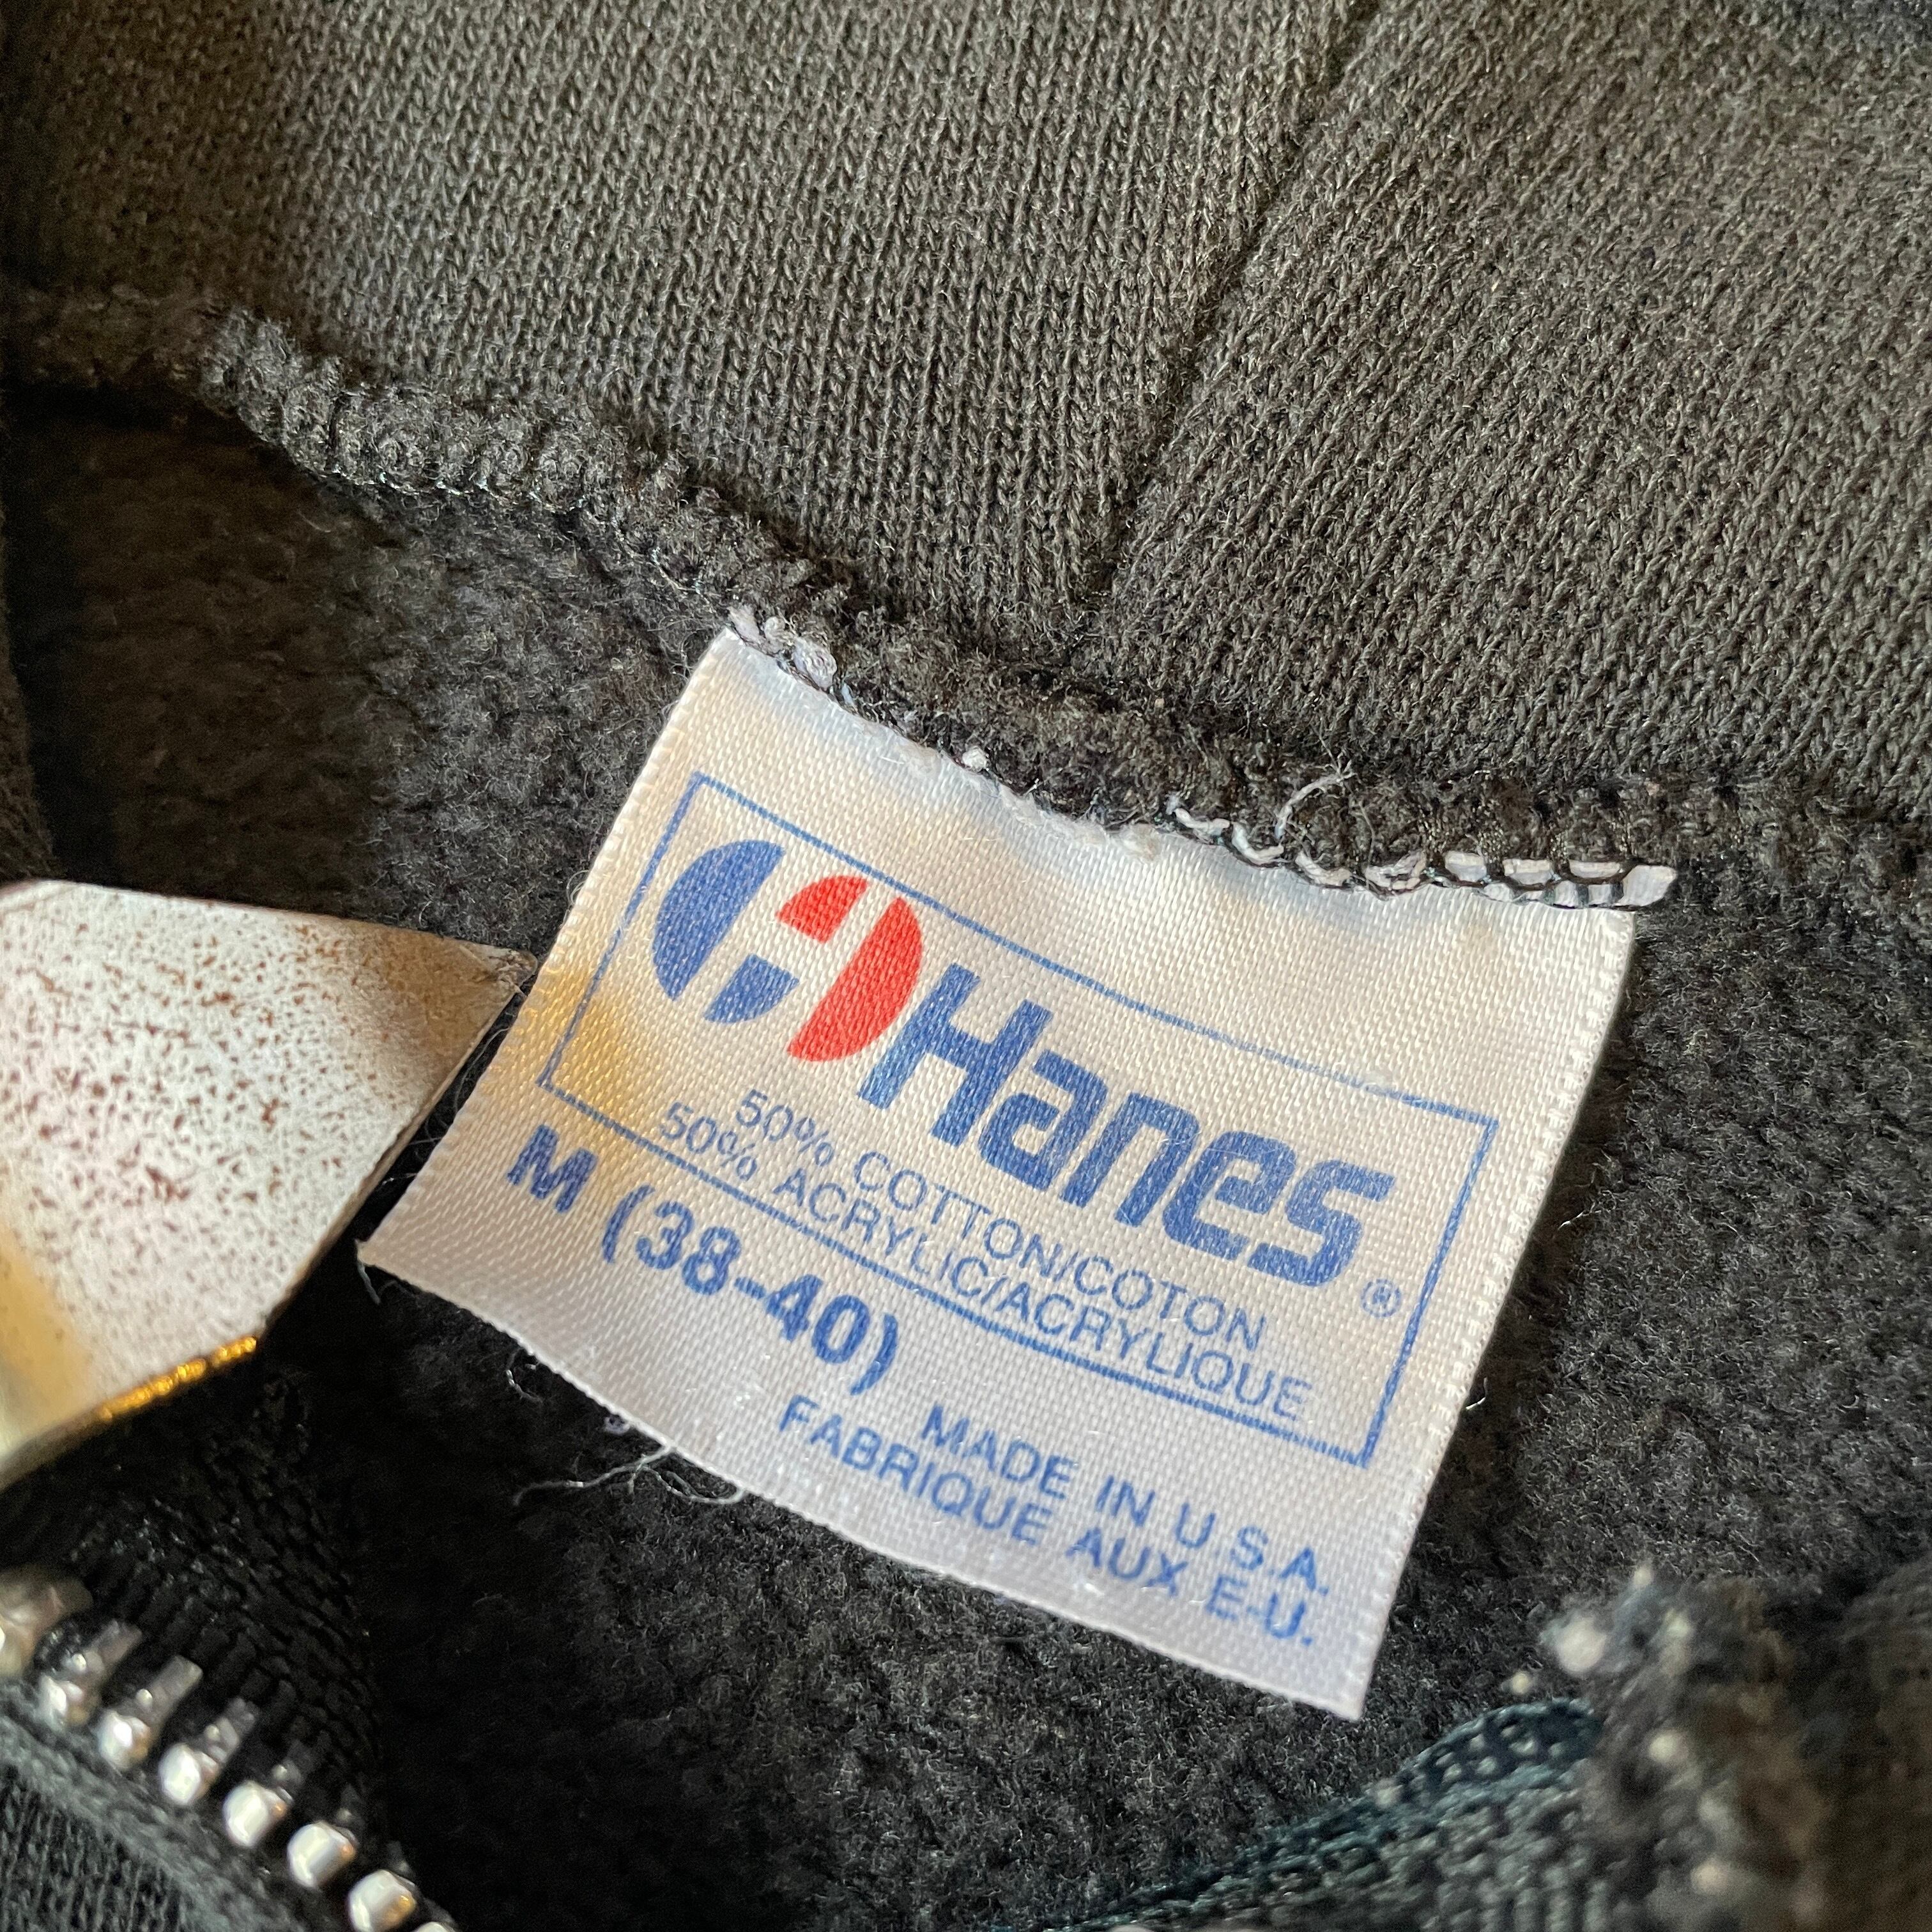 Hanes®
50% COTTON/COTON
50% ACRYLIC/ACRYLIQUE
M (38-40)
MADE IN U.S.A.
FABRIQUE AUX E-U.